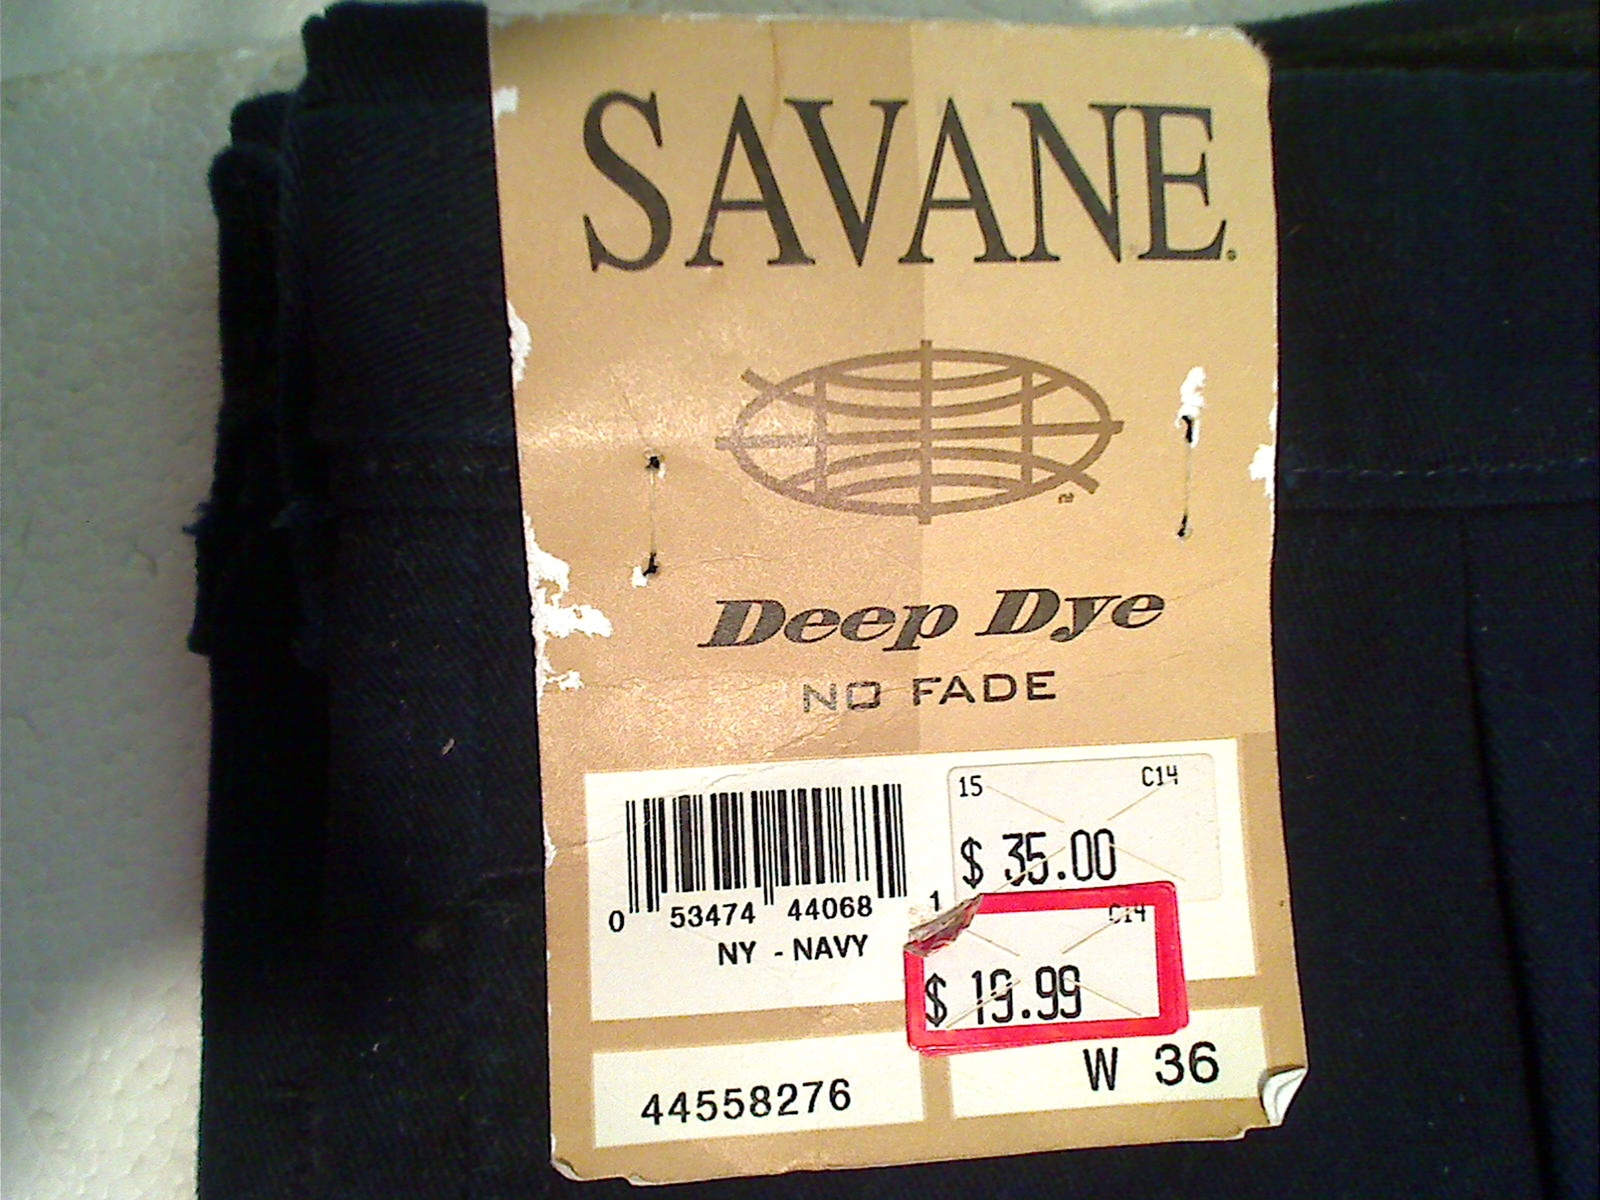 SAVANE.
Deep Dye
NO FADE
15 C14
$ 35.00
0 53474 44068 1
NY - NAVY
C14
$ 19.99
44558276
W 36